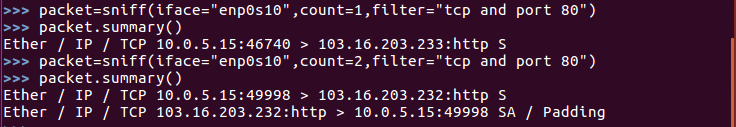 >>> packet=sniff(iface="enp0s10",count=1,filter="tcp and port 80")
>>> packet.summary()
Ether / IP / TCP 10.0.5.15:46740 > 103.16.203.233:http S
>>> packet=sniff(iface="enp0s10",count=2,filter="tcp and port 80")
>>> packet.summary()
Ether / IP / TCP 10.0.5.15:49998 > 103.16.203.232:http S
Ether / IP / TCP 103.16.203.232:http > 10.0.5.15:49998 SA / Padding